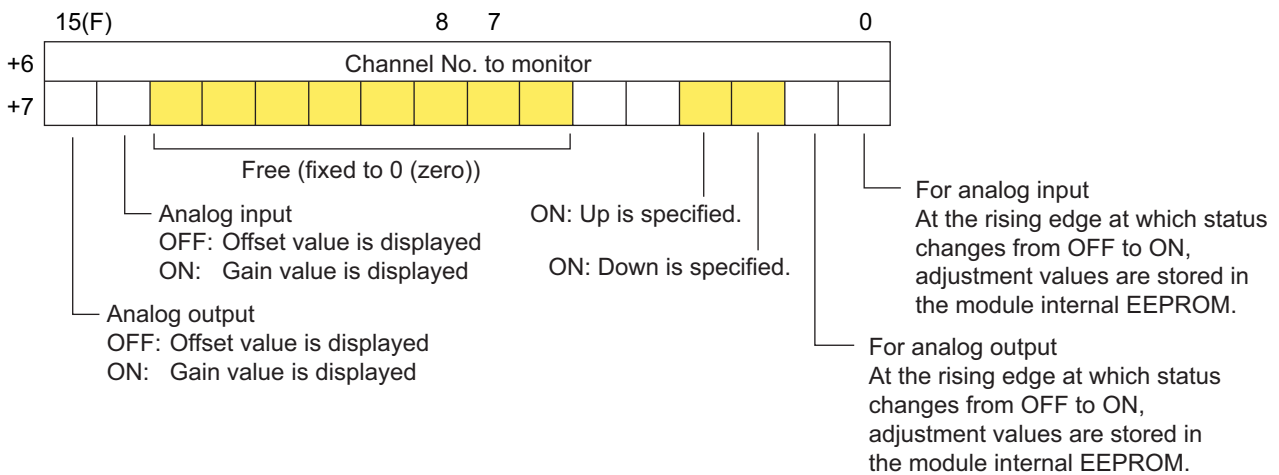 15(F) 8 7 0
+6 Channel No. to monitor
+7
Free (fixed to 0 (zero))
Analog input
OFF: Offset value is displayed
ON: Gain value is displayed
Analog output
OFF: Offset value is displayed
ON: Gain value is displayed
ON: Up is specified.
ON: Down is specified.
For analog input
At the rising edge at which status
changes from OFF to ON,
adjustment values are stored in
the module internal EEPROM.
For analog output
At the rising edge at which status
changes from OFF to ON,
adjustment values are stored in
the module internal EEPROM.